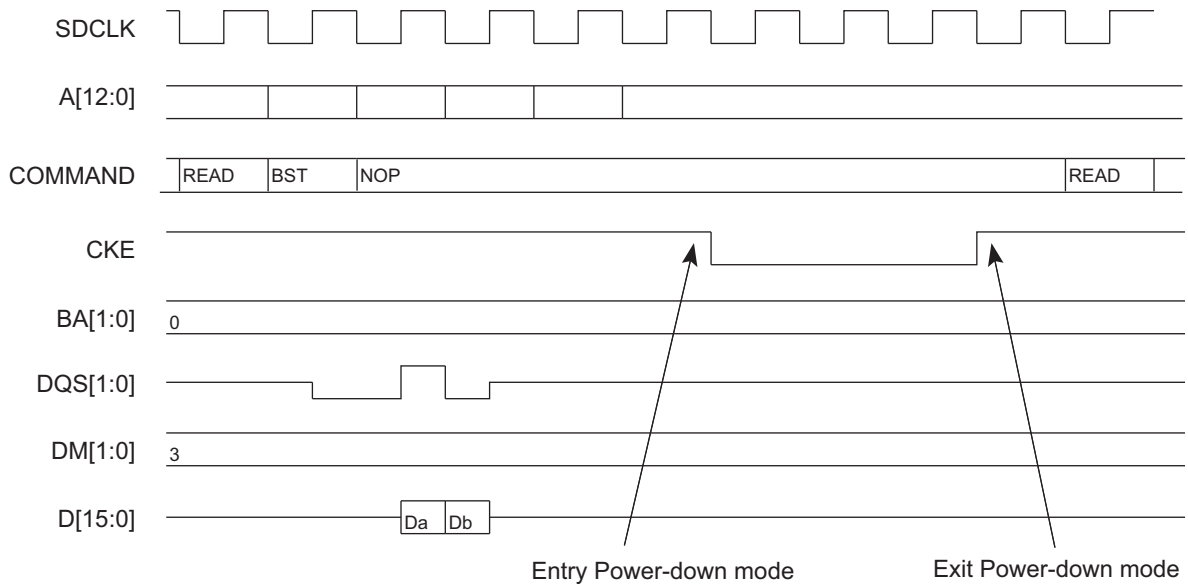 SDCLK
A[12:0]
COMMAND READ BST NOP READ
CKE
BA[1:0] 0
DQS[1:0]
DM[1:0] 3
D[15:0] Da Db
Entry Power-down mode Exit Power-down mode